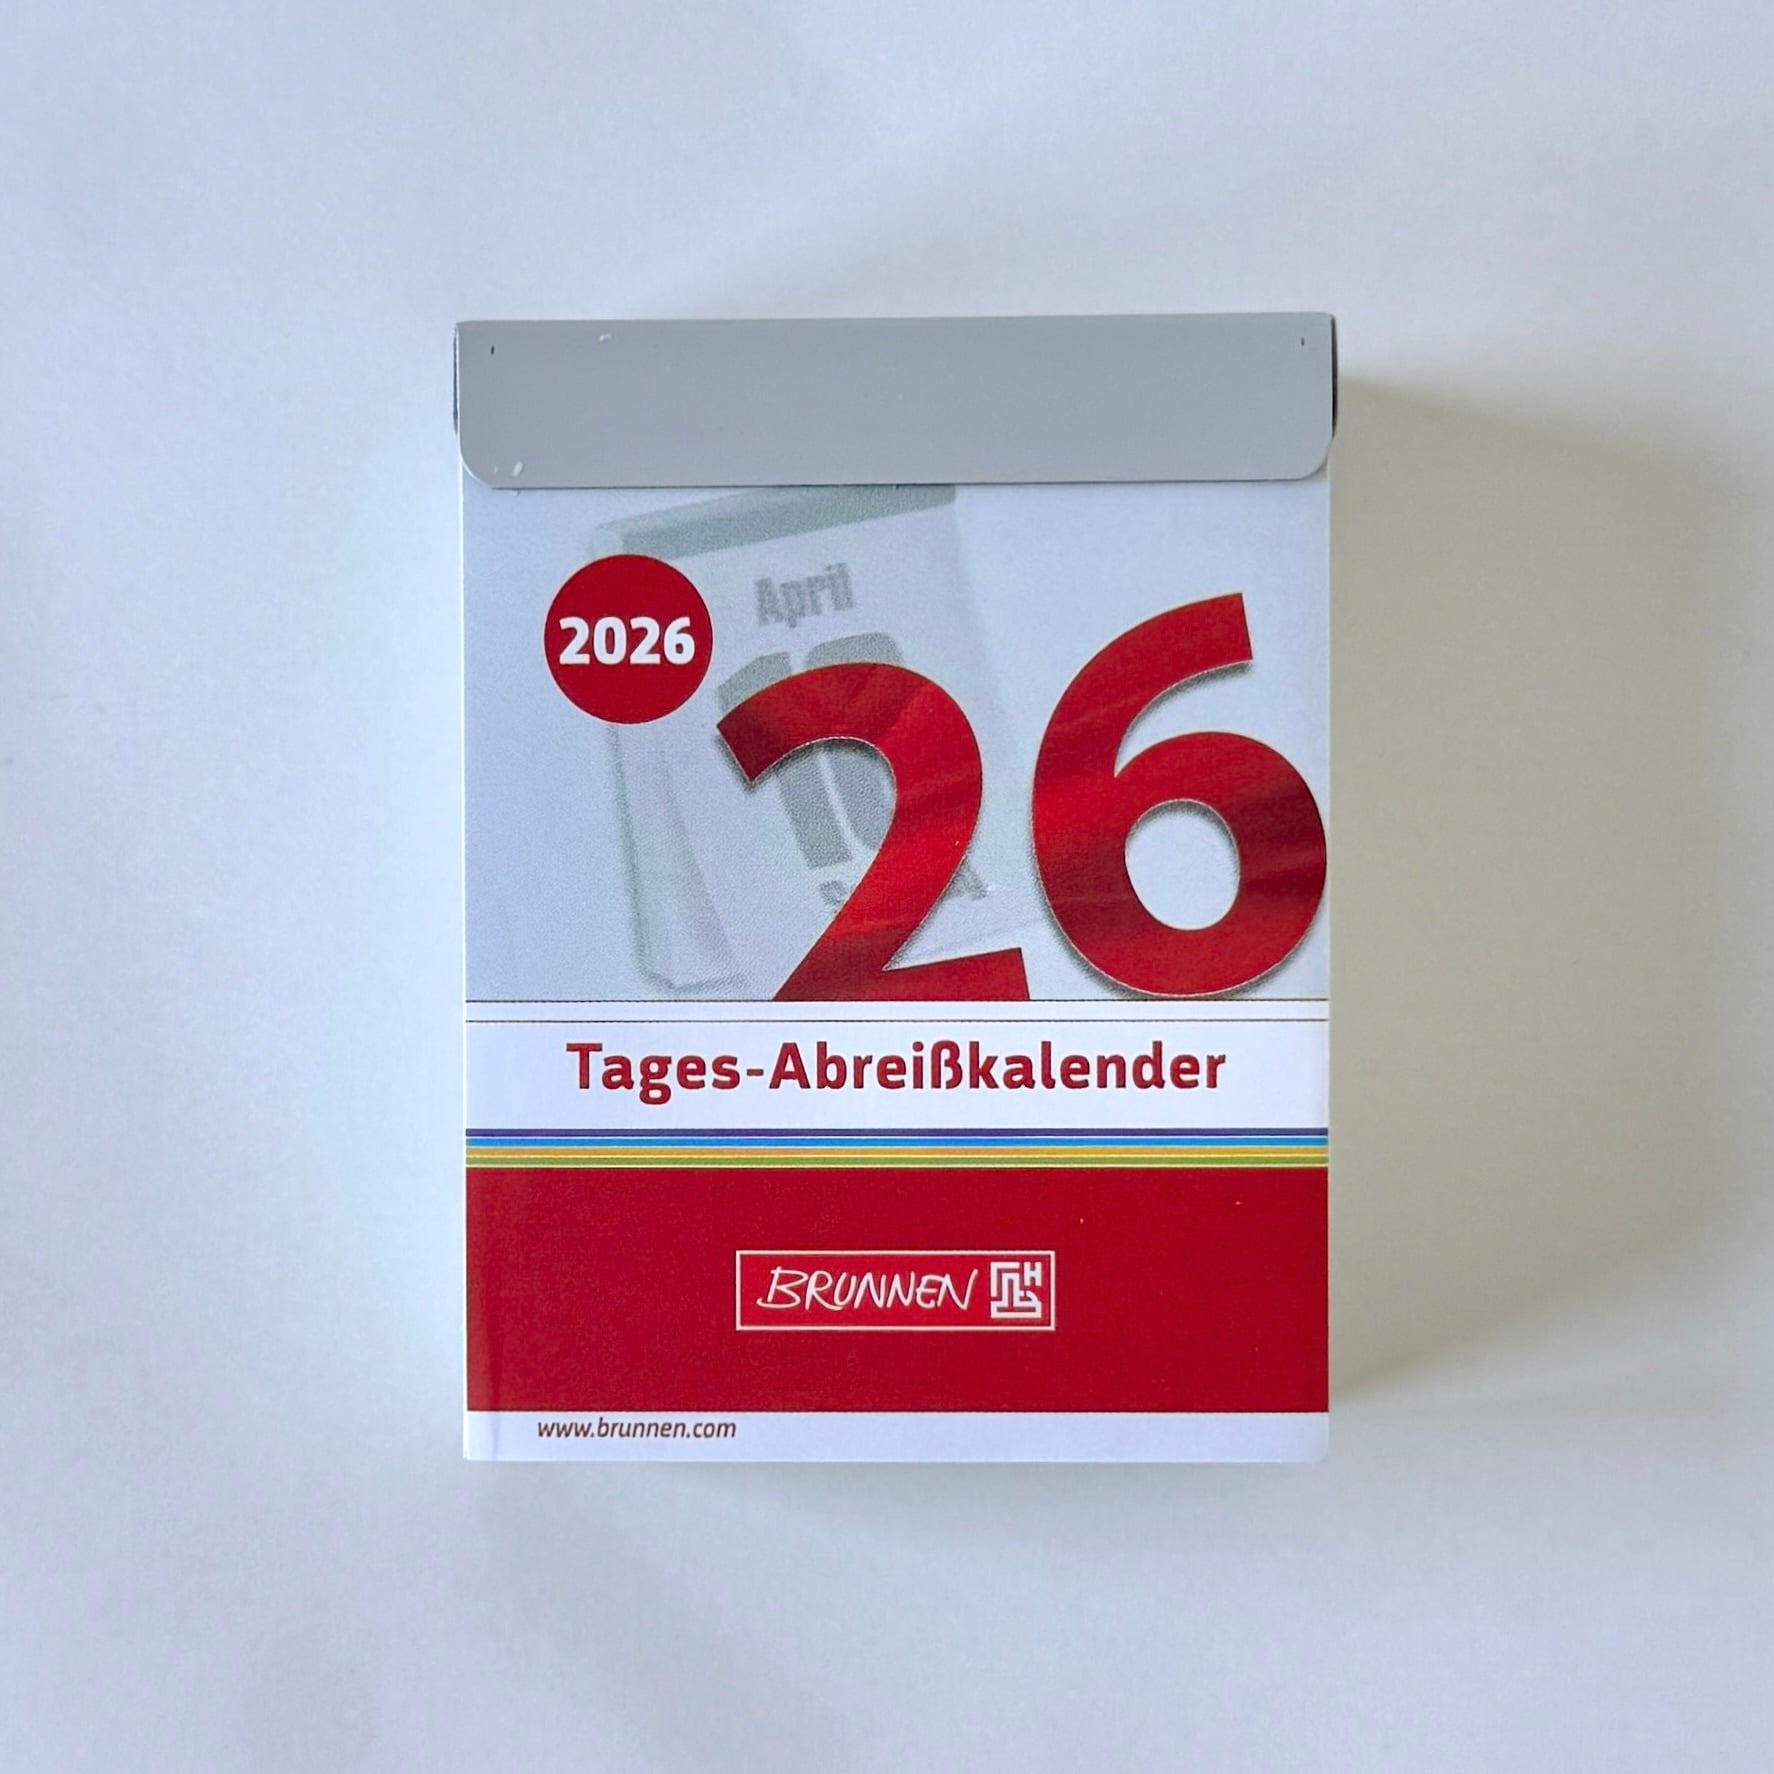 April
2026
26
Tages-Abreißkalender
BRUNNEN
www.brunnen.com